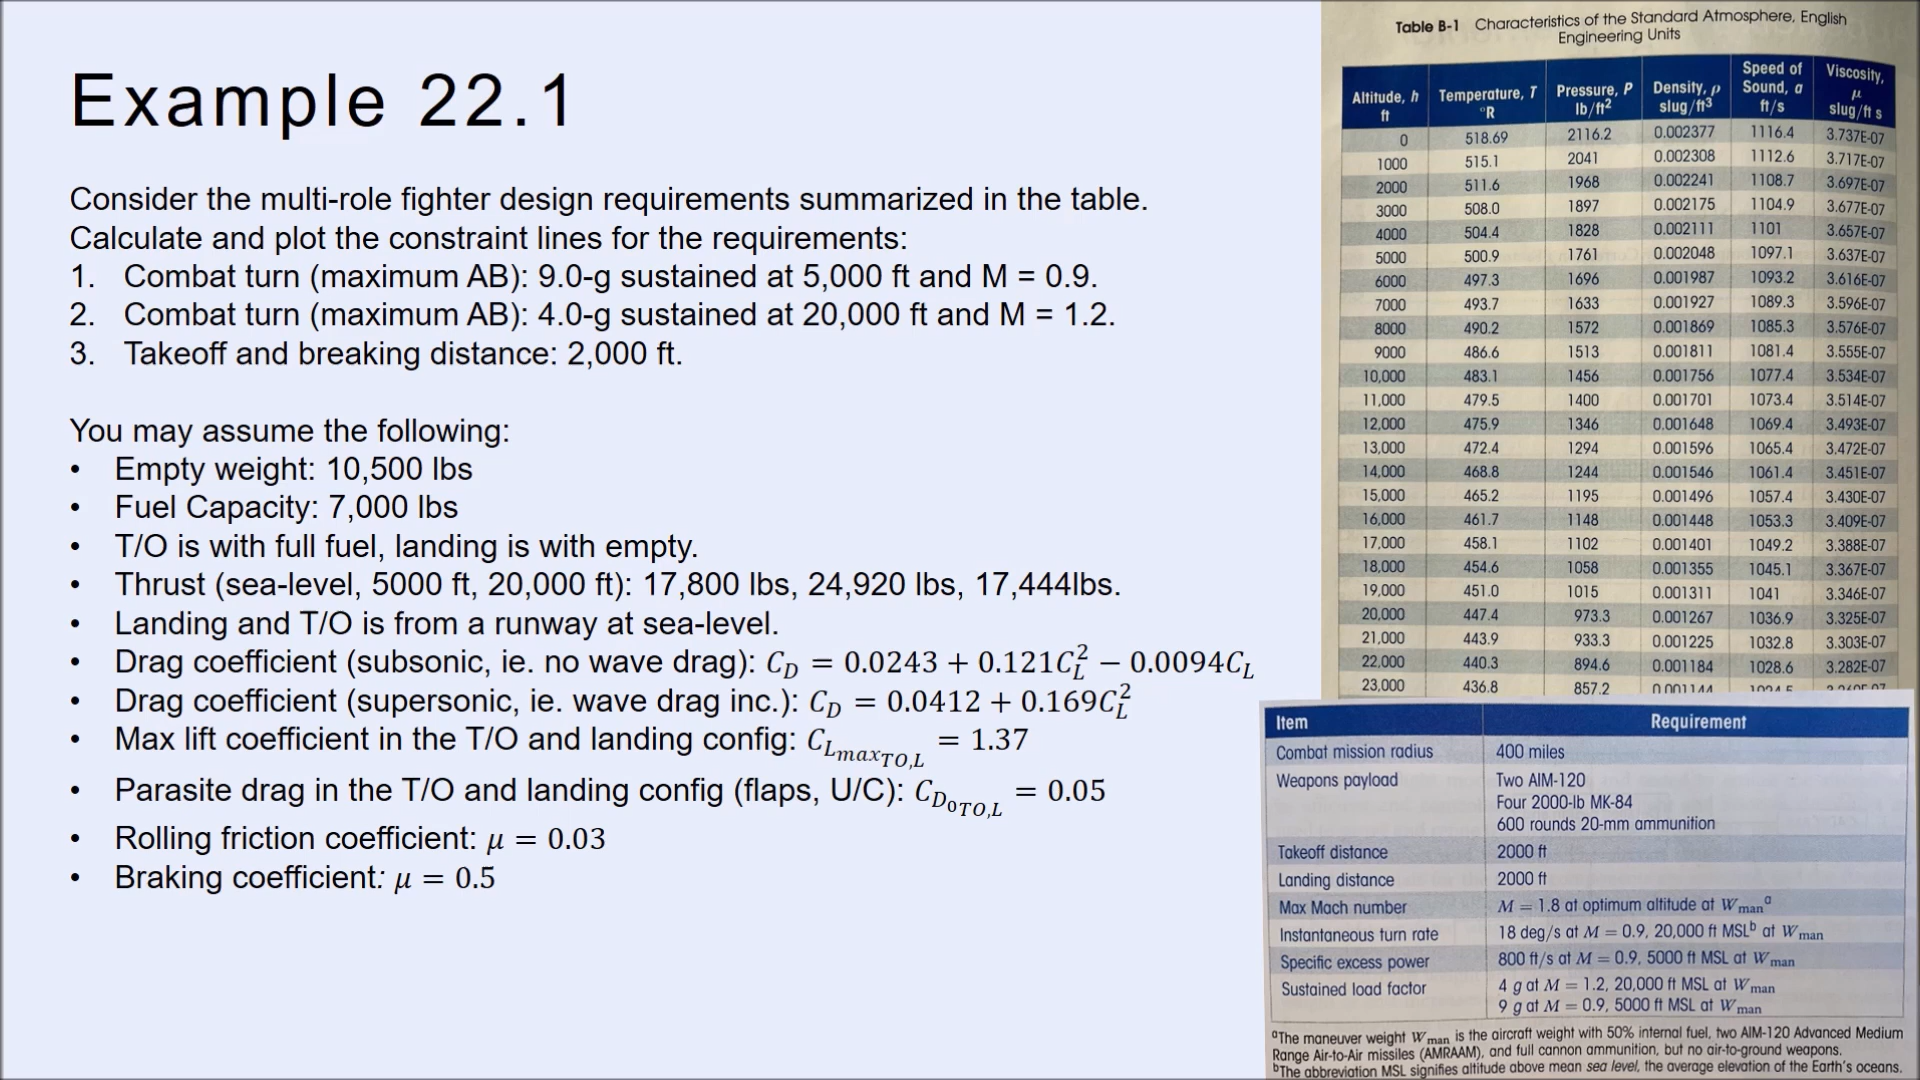 Example 22.1
Consider the multi-role fighter design requirements summarized in the table.
Calculate and plot the constraint lines for the requirements:
1. Combat turn (maximum AB): 9.0-g sustained at 5,000 ft and M = 0.9.
2. Combat turn (maximum AB): 4.0-g sustained at 20,000 ft and M = 1.2.
3. Takeoff and breaking distance: 2,000 ft.
You may assume the following:
• Empty weight: 10,500 lbs
• Fuel Capacity: 7,000 lbs
• T/O is with full fuel, landing is with empty.
• Thrust (sea-level, 5000 ft, 20,000 ft): 17,800 lbs, 24,920 lbs, 17,444lbs.
• Landing and T/O is from a runway at sea-level.
• Drag coefficient (subsonic, ie. no wave drag): C_D = 0.0243 + 0.121C_L^2 − 0.0094C_L
• Drag coefficient (supersonic, ie. wave drag inc.): C_D = 0.0412 + 0.169C_L^2
• Max lift coefficient in the T/O and landing config: C_{L_{max_{TO,L}}} = 1.37
• Parasite drag in the T/O and landing config (flaps, U/C): C_{D_{0_{TO,L}}} = 0.05
• Rolling friction coefficient: μ = 0.03
• Braking coefficient: μ = 0.5
Table B-1 Characteristics of the Standard Atmosphere, English
Engineering Units
Altitude, h ft Temperature, T °R Pressure, P lb/ft² Density, ρ slug/ft³ Speed of Sound, a ft/s Viscosity, μ slug/ft s
0 518.69 2116.2 0.002377 1116.4 3.737E-07
1000 515.1 2041 0.002308 1112.6 3.717E-07
2000 511.6 1968 0.002241 1108.7 3.697E-07
3000 508.0 1897 0.002175 1104.9 3.677E-07
4000 504.4 1828 0.002111 1101 3.657E-07
5000 500.9 1761 0.002048 1097.1 3.637E-07
6000 497.3 1696 0.001987 1093.2 3.616E-07
7000 493.7 1633 0.001927 1089.3 3.596E-07
8000 490.2 1572 0.001869 1085.3 3.576E-07
9000 486.6 1513 0.001811 1081.4 3.555E-07
10,000 483.1 1456 0.001756 1077.4 3.534E-07
11,000 479.5 1400 0.001701 1073.4 3.514E-07
12,000 475.9 1346 0.001648 1069.4 3.493E-07
13,000 472.4 1294 0.001596 1065.4 3.472E-07
14,000 468.8 1244 0.001546 1061.4 3.451E-07
15,000 465.2 1195 0.001496 1057.4 3.430E-07
16,000 461.7 1148 0.001448 1053.3 3.409E-07
17,000 458.1 1102 0.001401 1049.2 3.388E-07
18,000 454.6 1058 0.001355 1045.1 3.367E-07
19,000 451.0 1015 0.001311 1041 3.346E-07
20,000 447.4 973.3 0.001267 1036.9 3.325E-07
21,000 443.9 933.3 0.001225 1032.8 3.303E-07
22,000 440.3 894.6 0.001184 1028.6 3.282E-07
23,000 436.8 857.2
Item Requirement
Combat mission radius 400 miles
Weapons payload Two AIM-120
Four 2000-lb MK-84
600 rounds 20-mm ammunition
Takeoff distance 2000 ft
Landing distance 2000 ft
Max Mach number M = 1.8 at optimum altitude at W_man^a
Instantaneous turn rate 18 deg/s at M = 0.9, 20,000 ft MSL^b at W_man
Specific excess power 800 ft/s at M = 0.9, 5000 ft MSL at W_man
Sustained load factor 4 g at M = 1.2, 20,000 ft MSL at W_man
9 g at M = 0.9, 5000 ft MSL at W_man
^aThe maneuver weight W_man is the aircraft weight with 50% internal fuel, two AIM-120 Advanced Medium
Range Air-to-Air missiles (AMRAAM), and full cannon ammunition, but no air-to-ground weapons.
^bThe abbreviation MSL signifies altitude above mean sea level, the average elevation of the Earth's oceans.